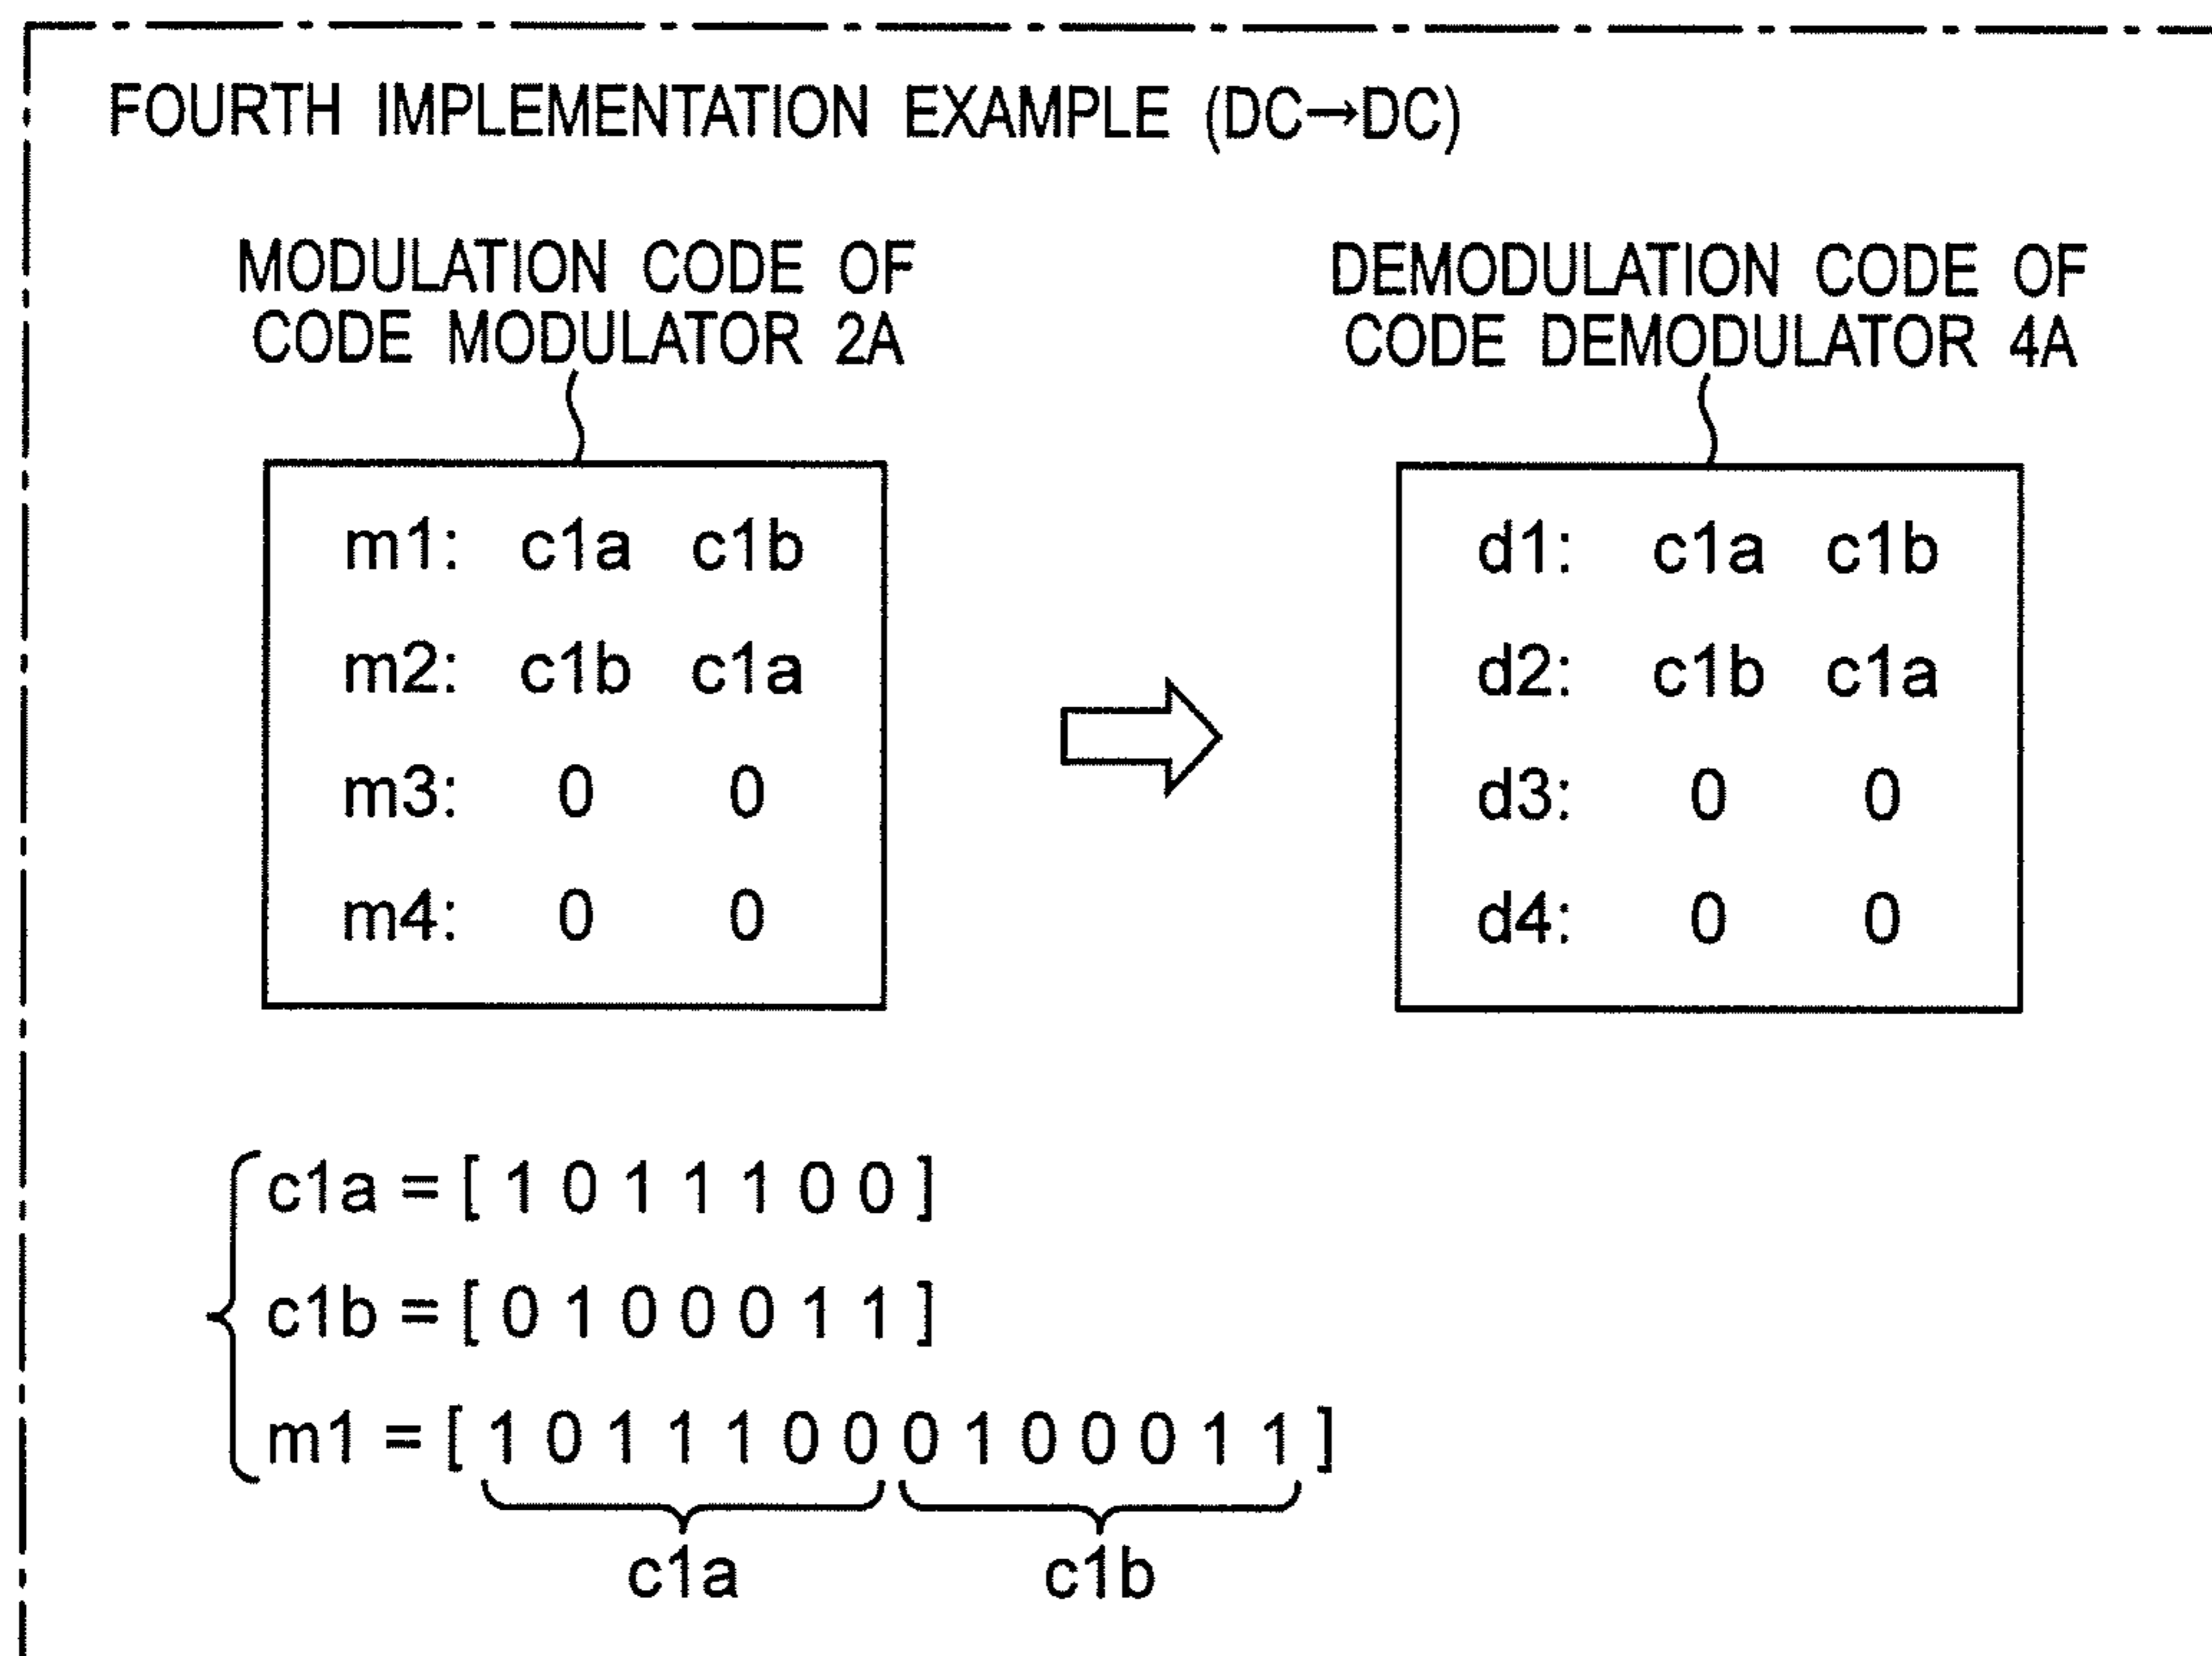 FOURTH IMPLEMENTATION EXAMPLE (DC→DC)
MODULATION CODE OF
CODE MODULATOR 2A
m1: c1a c1b
m2: c1b c1a
m3: 0 0
m4: 0 0
DEMODULATION CODE OF
CODE DEMODULATOR 4A
d1: c1a c1b
d2: c1b c1a
d3: 0 0
d4: 0 0
c1a = [ 1 0 1 1 1 0 0 ]
c1b = [ 0 1 0 0 0 1 1 ]
m1 = [ 1 0 1 1 1 0 0 0 1 0 0 0 1 1 ]
c1a c1b